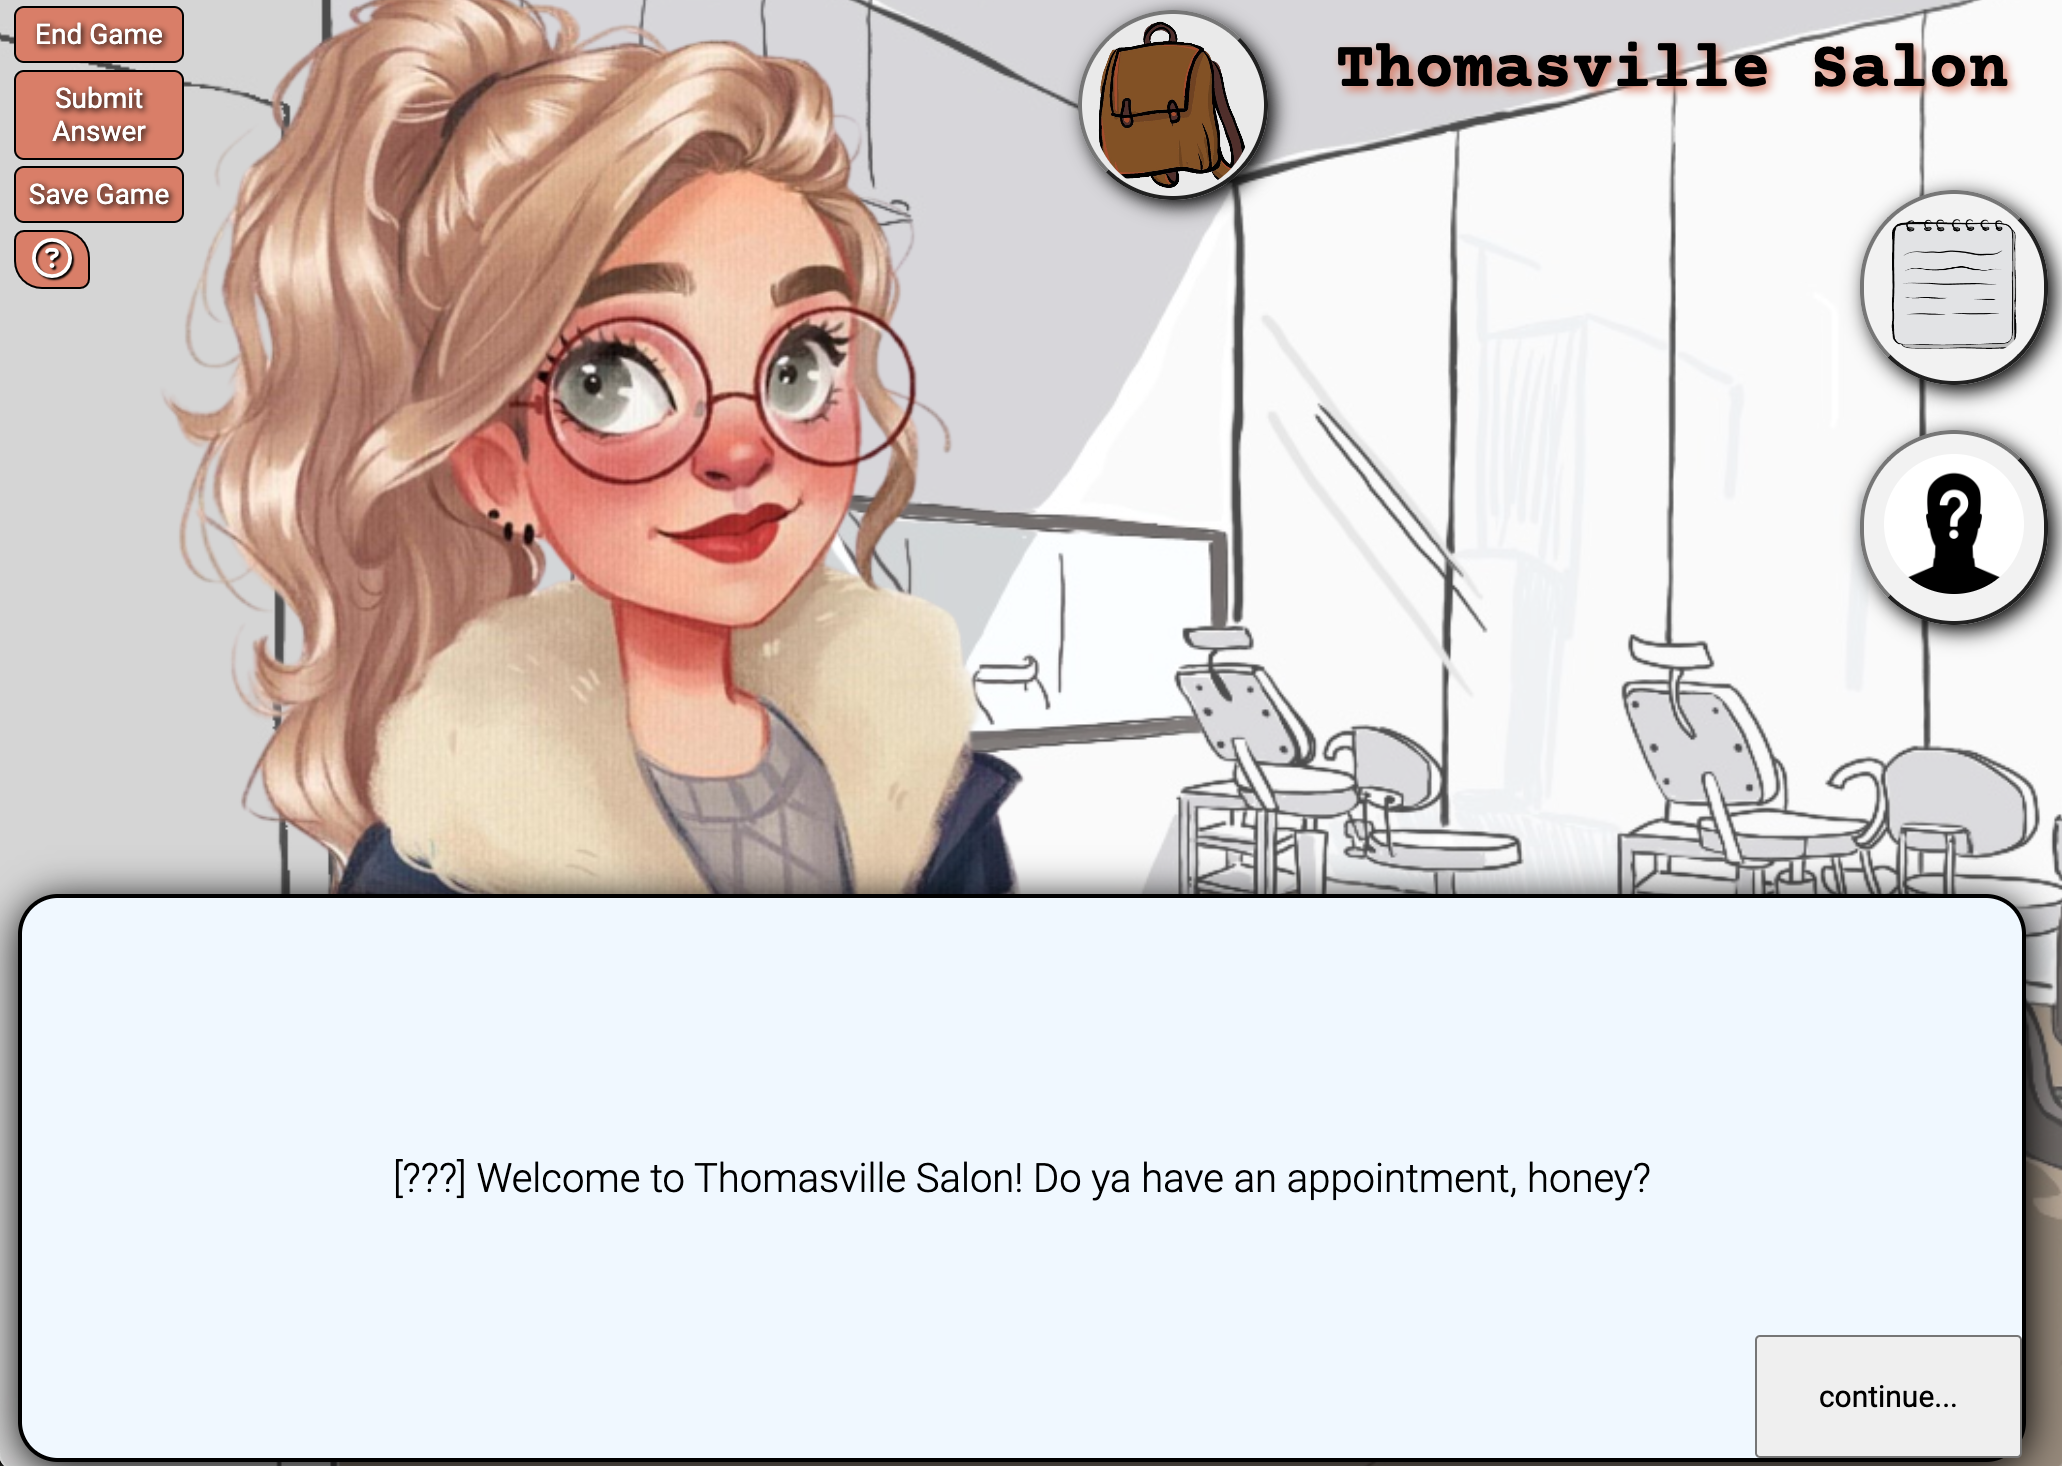 End Game
Submit
Answer
Save Game
?
Thomasville Salon
?
[???] Welcome to Thomasville Salon! Do ya have an appointment, honey?
continue...